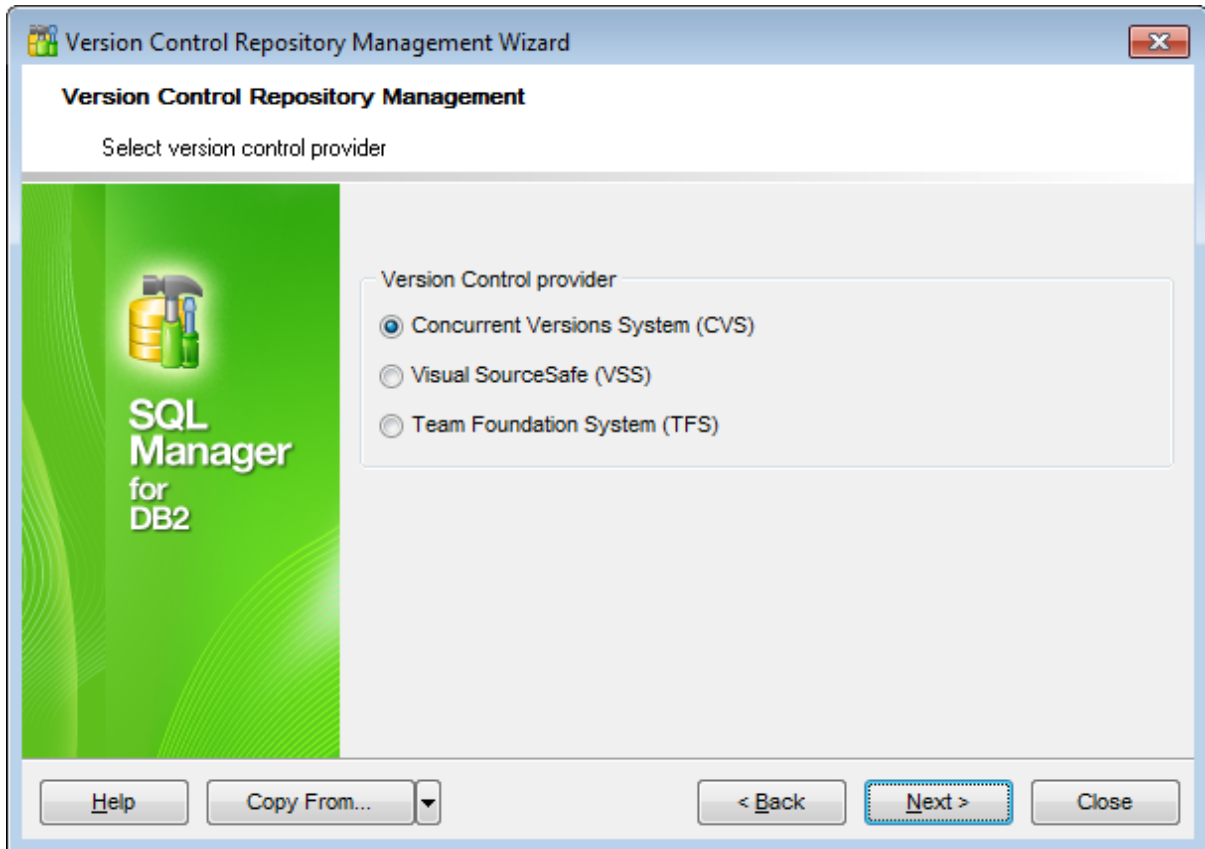 Version Control Repository Management Wizard
Version Control Repository Management
Select version control provider
SQL
Manager
for
DB2
Version Control provider
Concurrent Versions System (CVS)
Visual SourceSafe (VSS)
Team Foundation System (TFS)
Help
Copy From...
< Back
Next >
Close